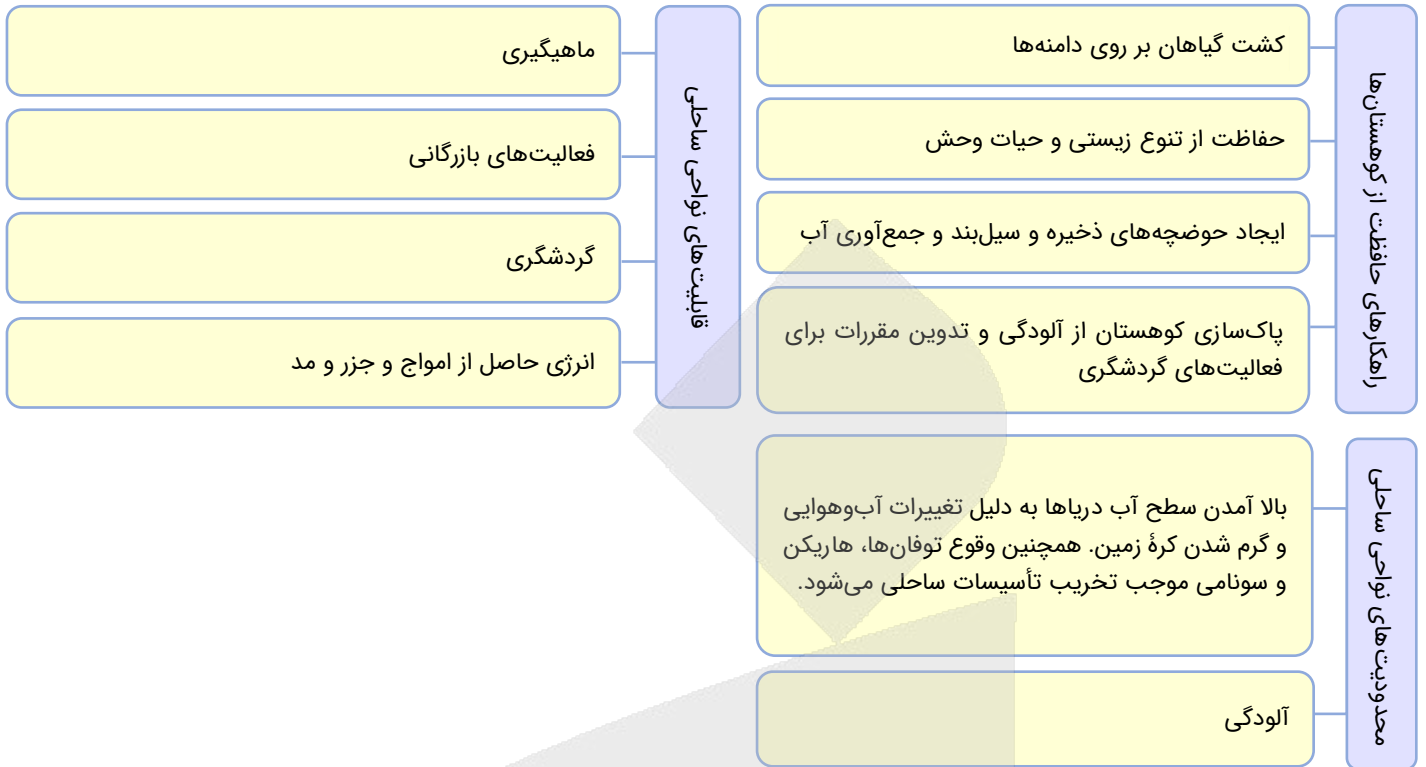 راهکارهای حافظت از کوهستان‌ها
کشت گیاهان بر روی دامنه‌ها
حفاظت از تنوع زیستی و حیات وحش
ایجاد حوضچه‌های ذخیره و سیل‌بند و جمع‌آوری آب
پاک‌سازی کوهستان از آلودگی و تدوین مقررات برای
فعالیت‌های گردشگری
قابلیت‌های نواحی ساحلی
ماهیگیری
فعالیت‌های بازرگانی
گردشگری
انرژی حاصل از امواج و جزر و مد
محدودیت‌های نواحی ساحلی
بالا آمدن سطح آب دریاها به دلیل تغییرات آب‌وهوایی
و گرم شدن کرهٔ زمین. همچنین وقوع توفان‌ها، هاریکن
و سونامی موجب تخریب تأسیسات ساحلی می‌شود.
آلودگی